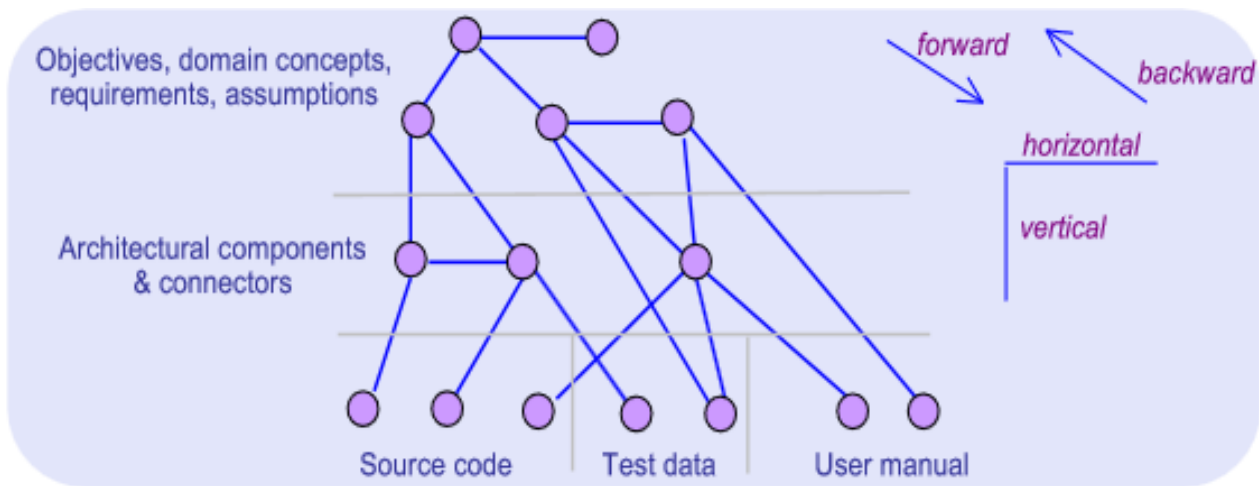 Objectives, domain concepts,
requirements, assumptions
forward
backward
horizontal
vertical
Architectural components
& connectors
Source code
Test data
User manual